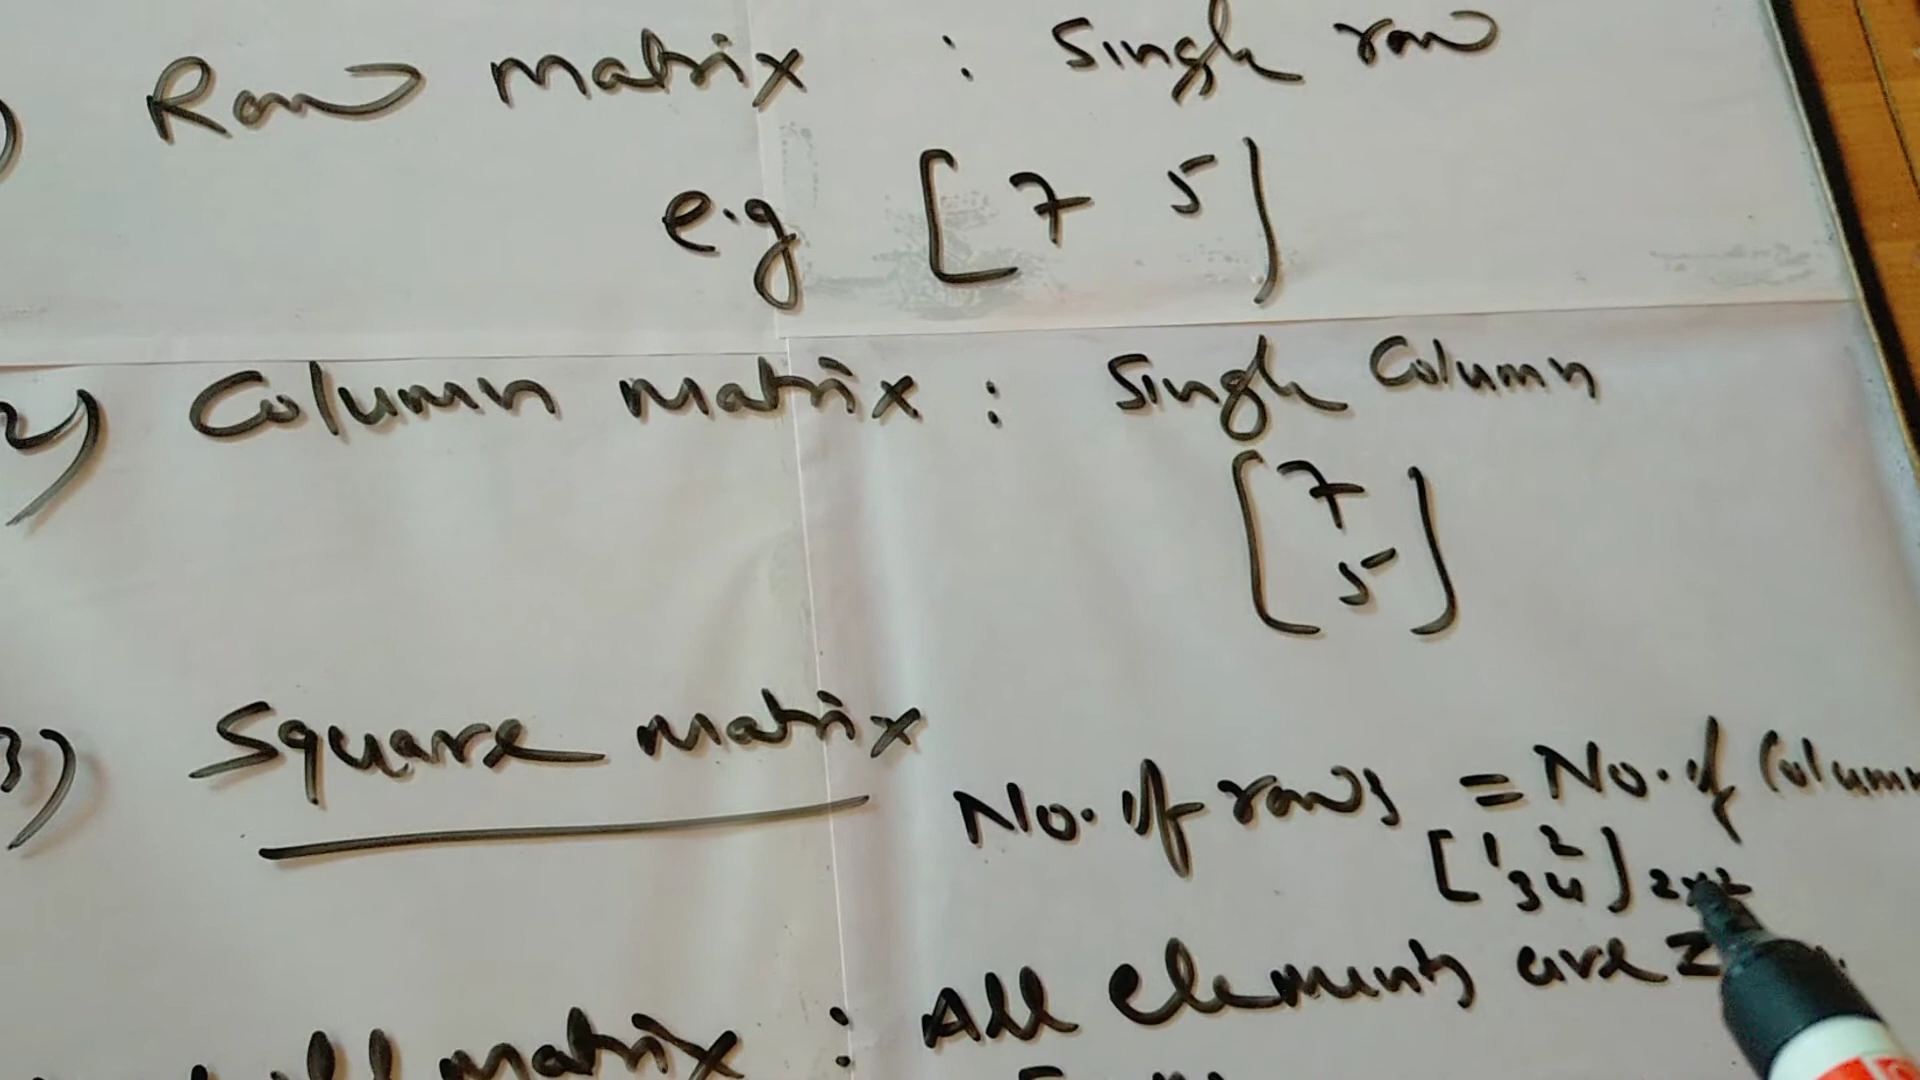 ) Row matrix : Single row
e.g [ 7 5 ]
2) Column matrix : Single Column
[ 7
5 ]
3) Square matrix
No. of rows = No. of Column
[ 1 2
3 4 ] 2x2
matrix : All elements are